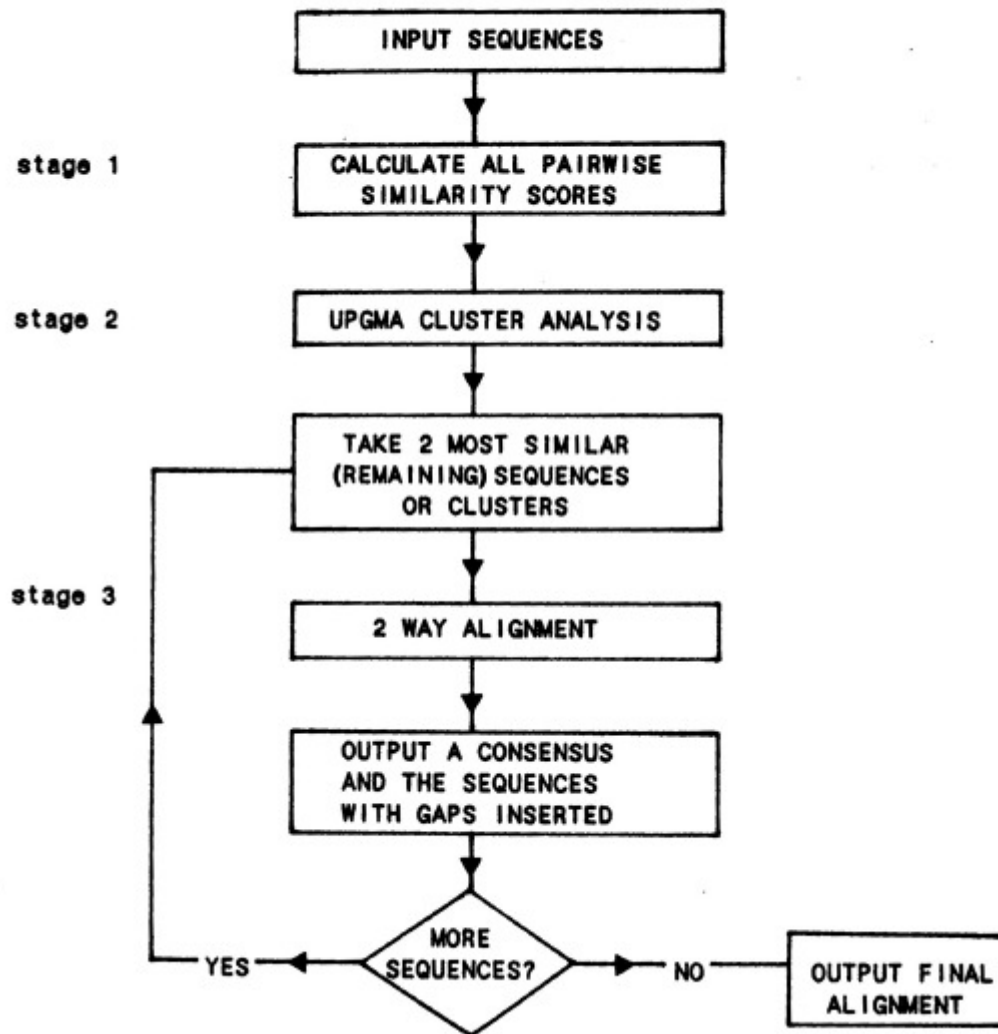 INPUT SEQUENCES
stage 1
CALCULATE ALL PAIRWISE
SIMILARITY SCORES
stage 2
UPGMA CLUSTER ANALYSIS
TAKE 2 MOST SIMILAR
(REMAINING) SEQUENCES
OR CLUSTERS
stage 3
2 WAY ALIGNMENT
OUTPUT A CONSENSUS
AND THE SEQUENCES
WITH GAPS INSERTED
MORE
SEQUENCES?
YES
NO
OUTPUT FINAL
ALIGNMENT